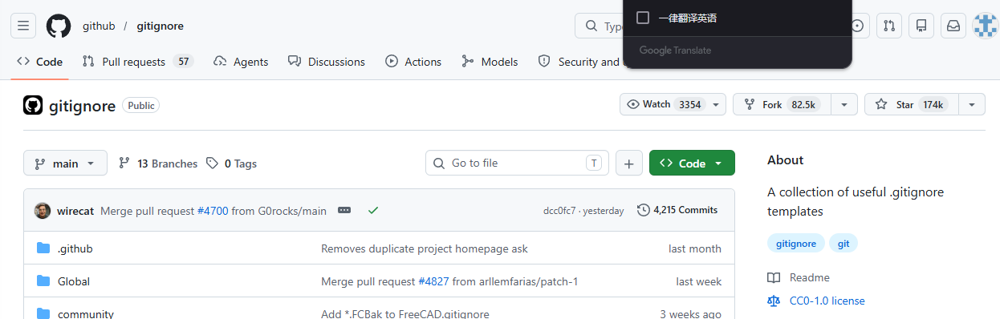 github / gitignore
一律翻译英语
Google Translate
Code Pull requests 57 Agents Discussions Actions Models Security and
gitignore Public
Watch 3354 Fork 82.5k Star 174k
main 13 Branches 0 Tags Go to file T + Code
About
A collection of useful .gitignore
templates
wirecat Merge pull request #4700 from G0rocks/main dcc0fc7 · yesterday 4,215 Commits
gitignore git
.github Removes duplicate project homepage ask last month
Readme
Global Merge pull request #4827 from arllemfarias/patch-1 last week
CC0-1.0 license
community Add *.FCBak to FreeCAD.gitignore 3 weeks ago